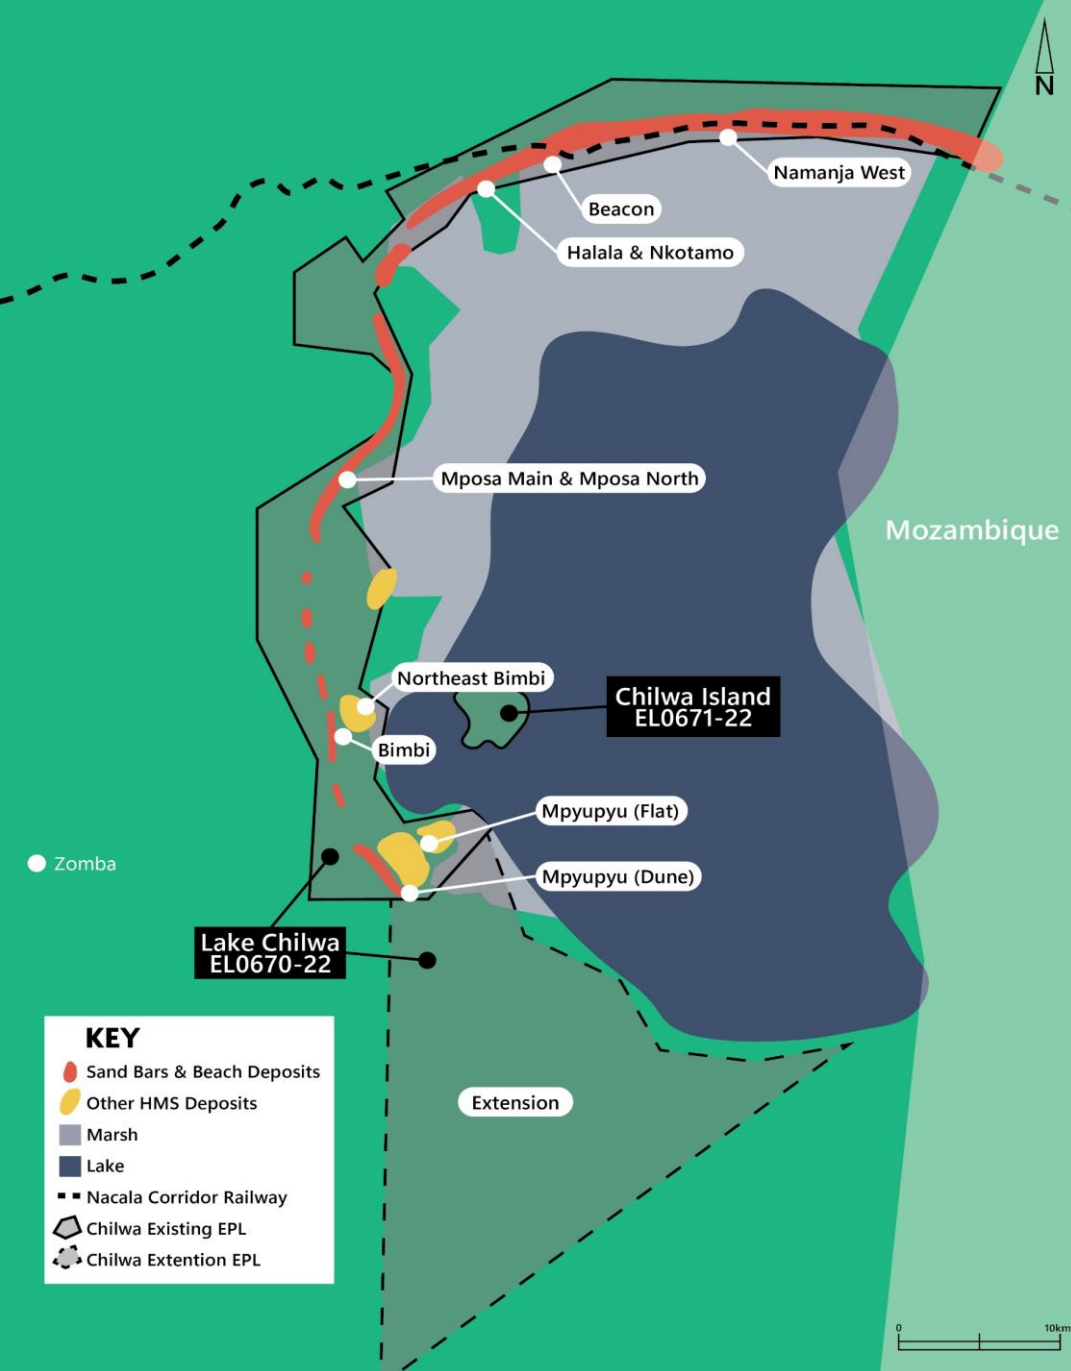 N
Namanja West
Beacon
Halala & Nkotamo
Mposa Main & Mposa North
Mozambique
Northeast Bimbi
Chilwa Island
EL0671-22
Bimbi
Mpyupyu (Flat)
Zomba
Mpyupyu (Dune)
Lake Chilwa
EL0670-22
KEY
Sand Bars & Beach Deposits
Other HMS Deposits
Marsh
Lake
Nacala Corridor Railway
Chilwa Existing EPL
Chilwa Extention EPL
Extension
0 10km